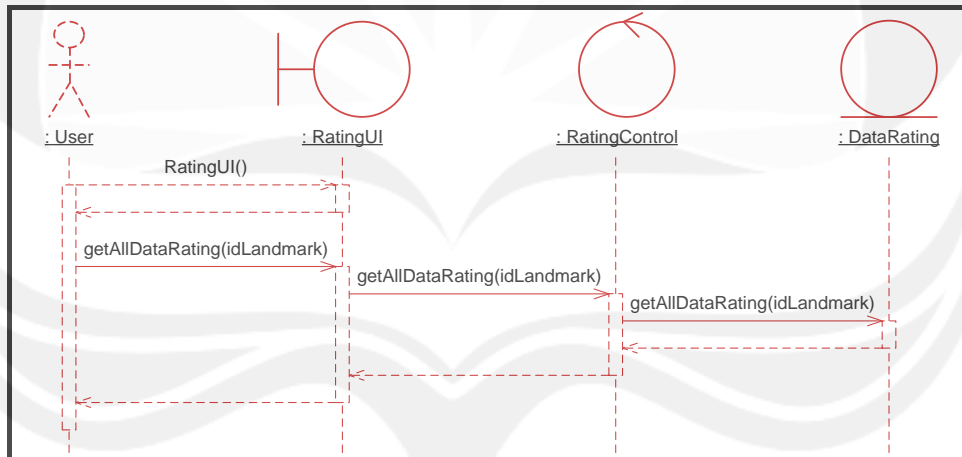 : User
: RatingUI
: RatingControl
: DataRating
RatingUI()
getAllDataRating(idLandmark)
getAllDataRating(idLandmark)
getAllDataRating(idLandmark)